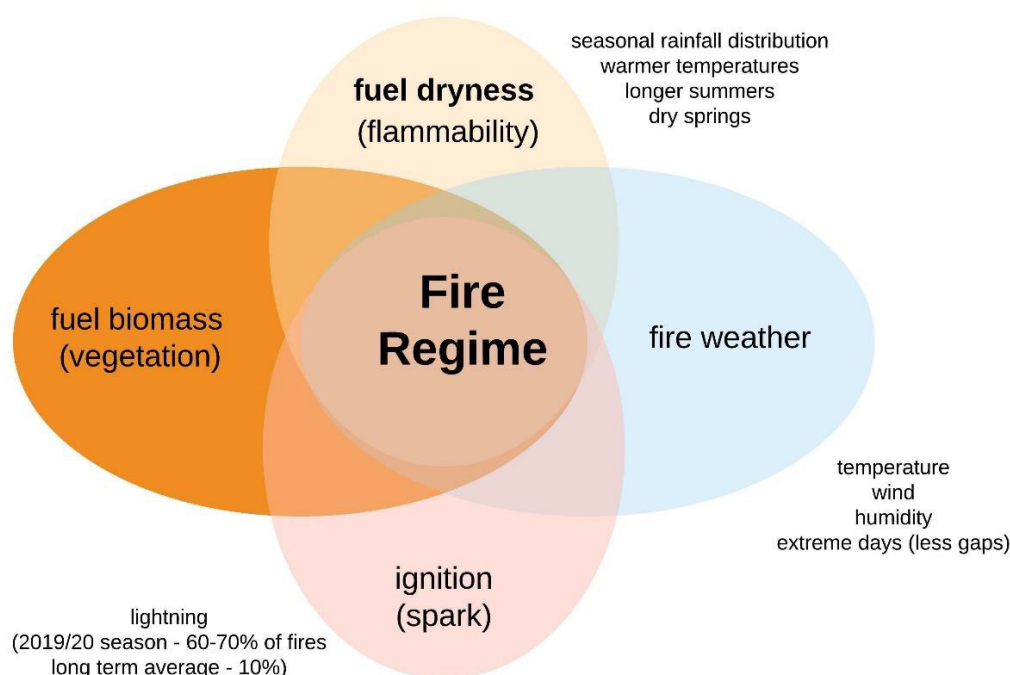 seasonal rainfall distribution
warmer temperatures
longer summers
dry springs
fuel dryness
(flammability)
Fire
Regime
fuel biomass
(vegetation)
fire weather
temperature
wind
humidity
extreme days (less gaps)
ignition
(spark)
lightning
(2019/20 season - 60-70% of fires
long term average - 10%)